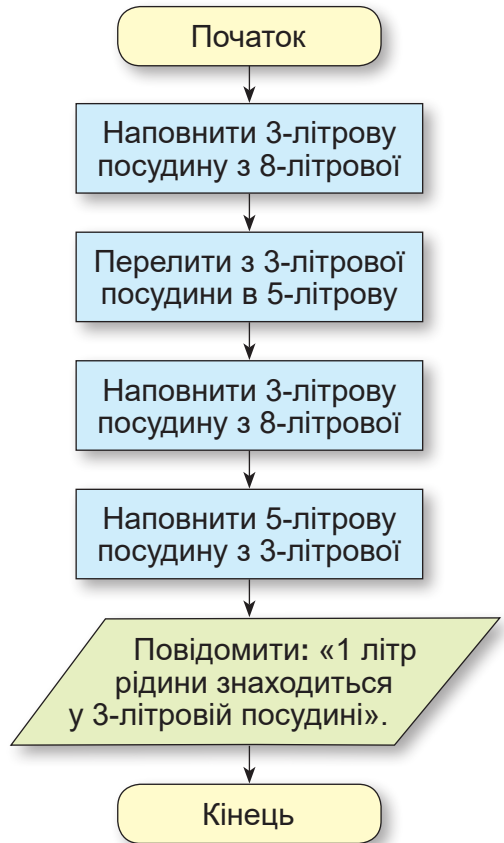 Початок
Наповнити 3-літрову
посудину з 8-літрової
Перелити з 3-літрової
посудини в 5-літрову
Наповнити 3-літрову
посудину з 8-літрової
Наповнити 5-літрову
посудину з 3-літрової
Повідомити: «1 літр
рідини знаходиться
у 3-літровій посудині».
Кінець